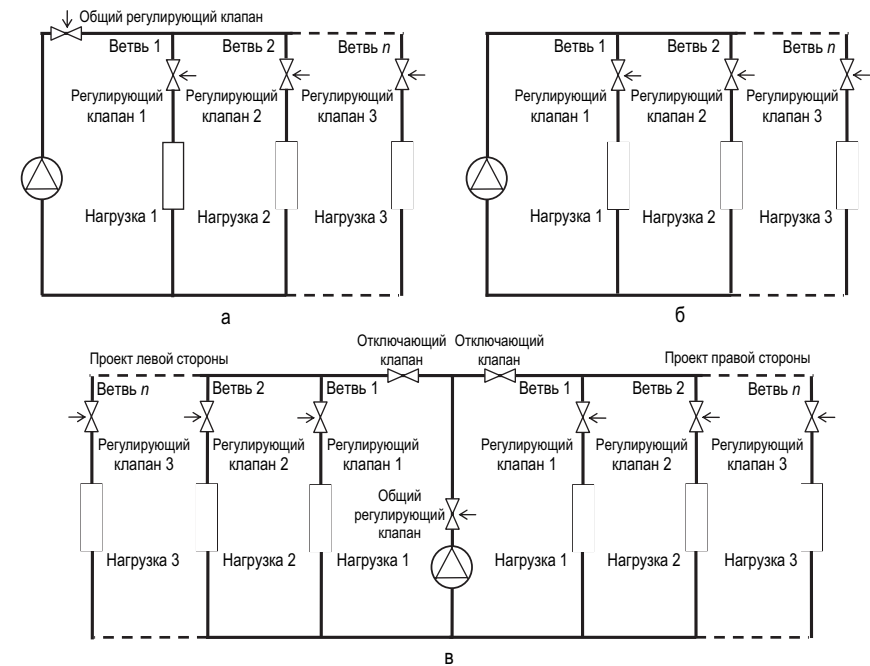 Общий регулирующий клапан
Ветвь 1
Ветвь 2
Ветвь n
Регулирующий
клапан 1
Регулирующий
клапан 2
Регулирующий
клапан 3
Нагрузка 1
Нагрузка 2
Нагрузка 3
а
Ветвь 1
Ветвь 2
Ветвь n
Регулирующий
клапан 1
Регулирующий
клапан 2
Регулирующий
клапан 3
Нагрузка 1
Нагрузка 2
Нагрузка 3
б
Проект левой стороны
Отключающий
клапан
Отключающий
клапан
Проект правой стороны
Ветвь n
Ветвь 2
Ветвь 1
Ветвь 1
Ветвь 2
Ветвь n
Регулирующий
клапан 3
Регулирующий
клапан 2
Регулирующий
клапан 1
Общий
регулирующий
клапан
Регулирующий
клапан 1
Регулирующий
клапан 2
Регулирующий
клапан 3
Нагрузка 3
Нагрузка 2
Нагрузка 1
Нагрузка 1
Нагрузка 2
Нагрузка 3
в